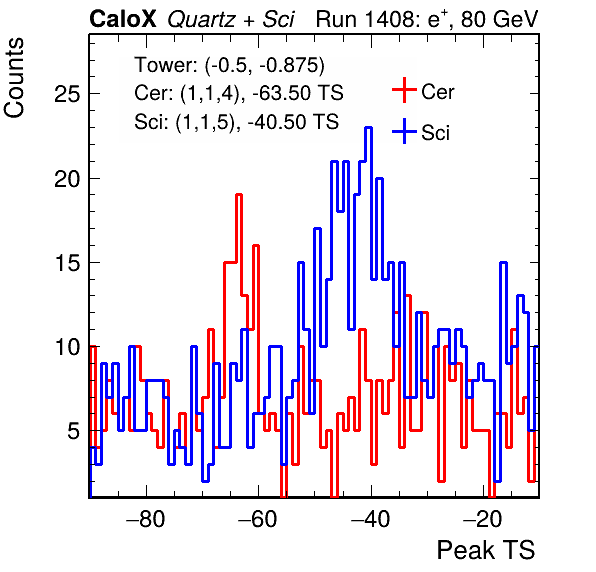 CaloX Quartz + Sci Run 1408: e⁺, 80 GeV
Tower: (-0.5, -0.875)
Cer: (1,1,4), -63.50 TS
Sci: (1,1,5), -40.50 TS
Cer
Sci
Counts
25
20
15
10
5
−80 −60 −40 −20
Peak TS